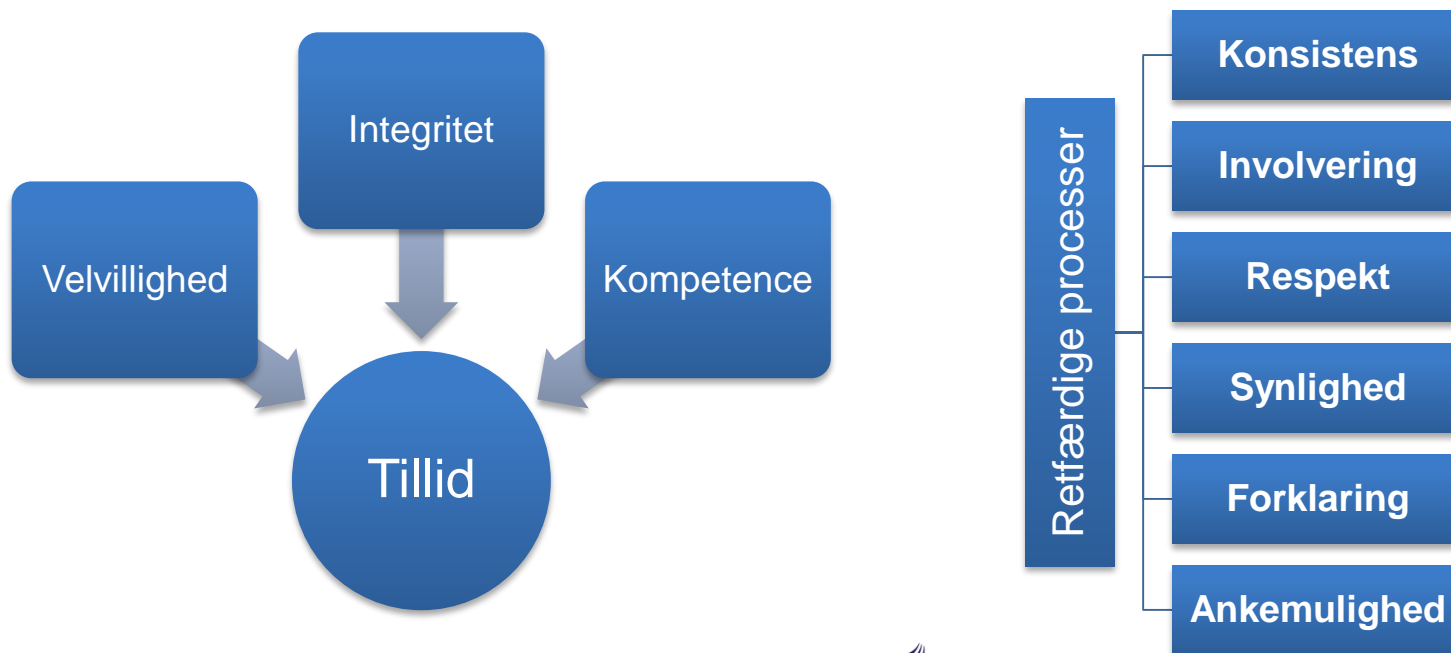 Integritet
Velvillighed
Kompetence
Tillid
Retfærdige processer
Konsistens
Involvering
Respekt
Synlighed
Forklaring
Ankemulighed